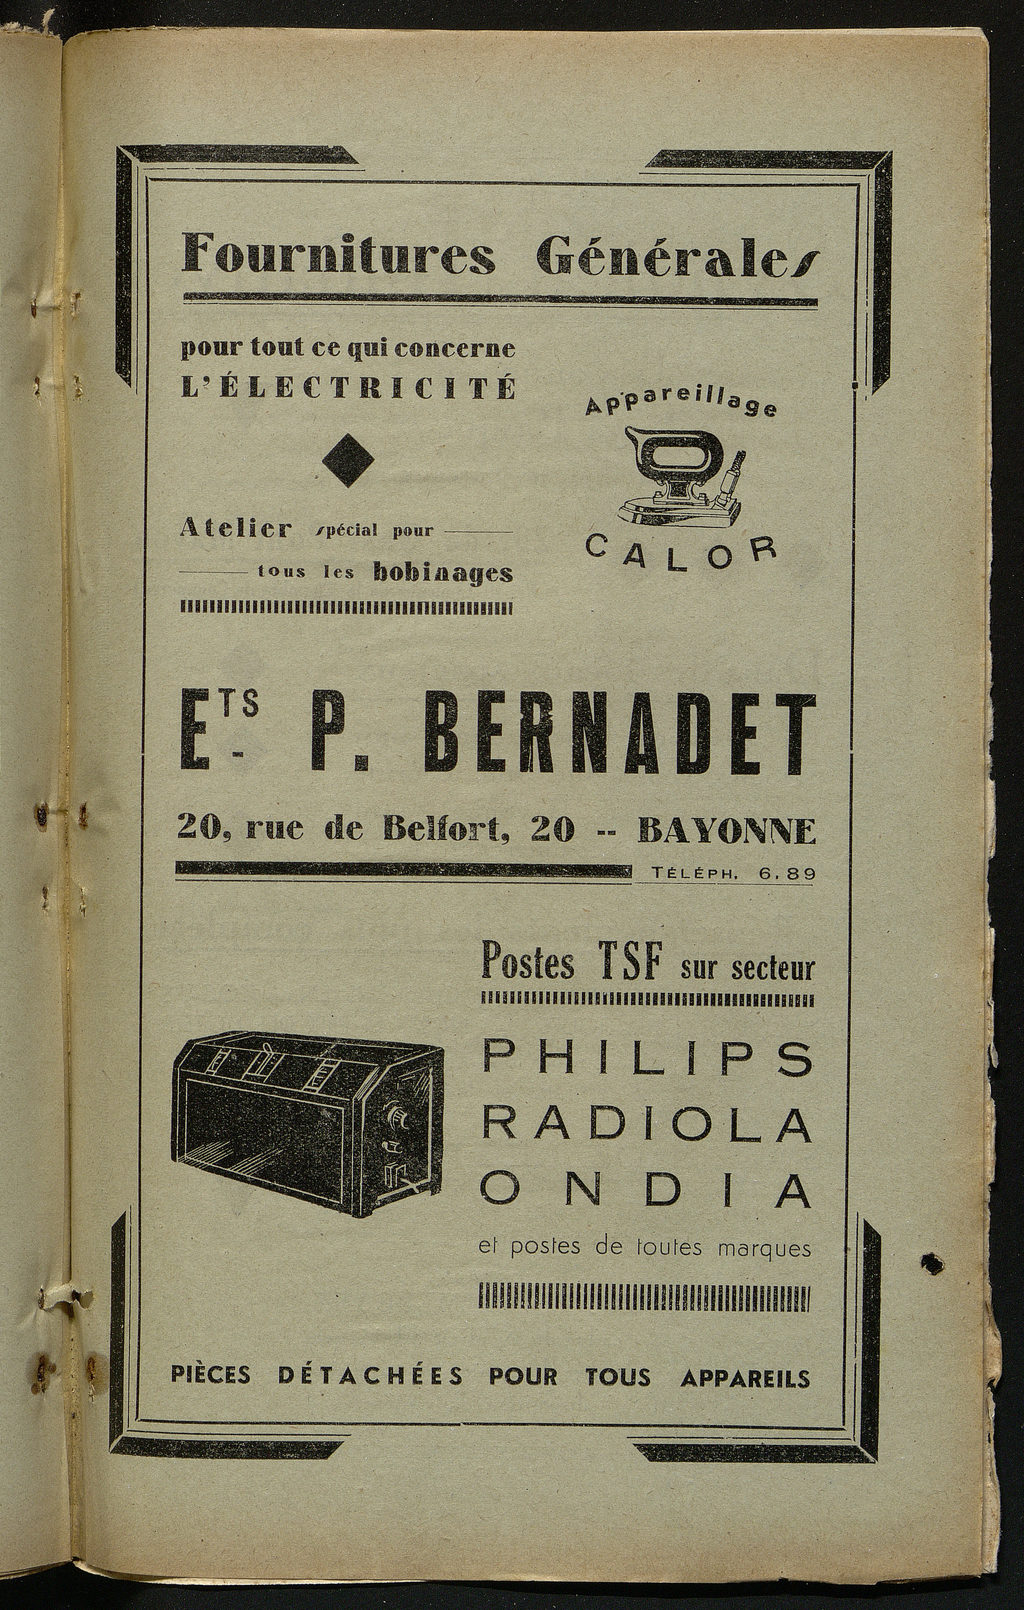 Fournitures Générales
pour tout ce qui concerne
L'ÉLECTRICITÉ
Appareillage
CALOR
Atelier spécial pour
tous les bobinages
ETS P. BERNADET
20, rue de Belfort, 20 -- BAYONNE
TÉLÉPH. 6.89
Postes TSF sur secteur
PHILIPS
RADIOLA
ONDIA
et postes de toutes marques
PIÈCES DÉTACHÉES POUR TOUS APPAREILS